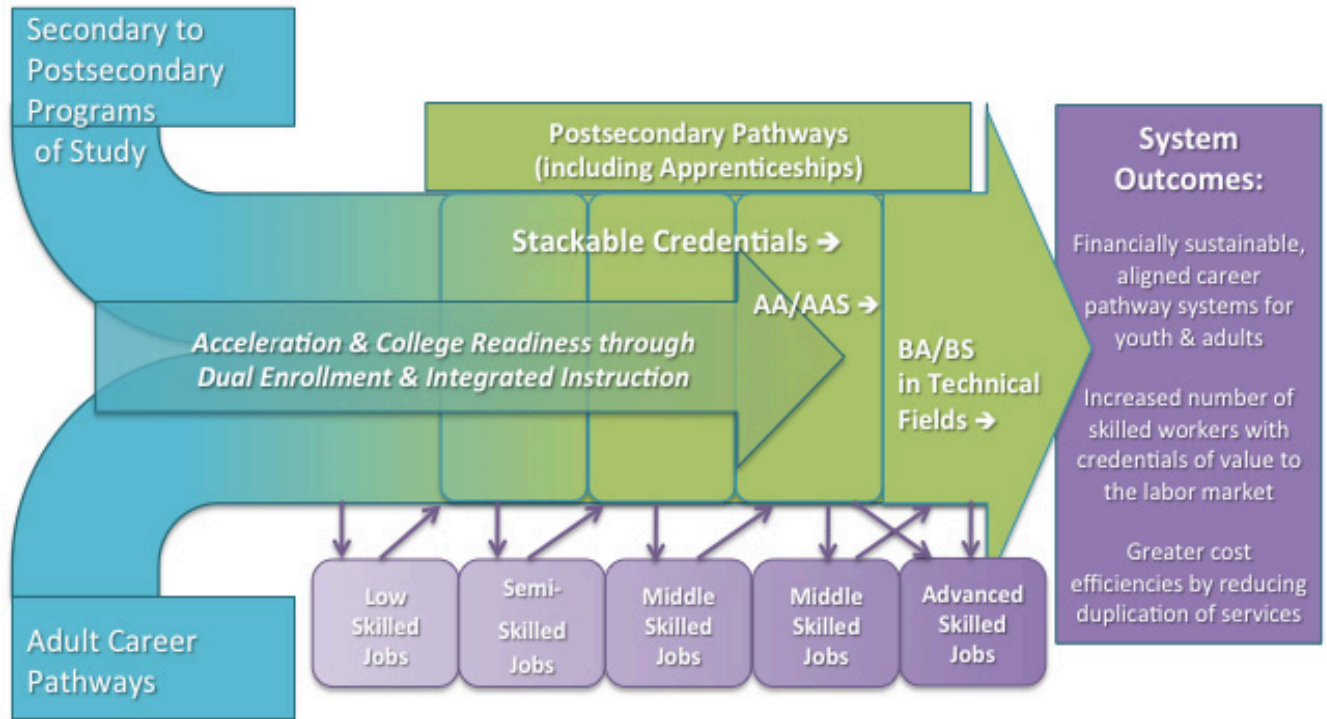 Secondary to
Postsecondary
Programs
of Study
Postsecondary Pathways
(including Apprenticeships)
Stackable Credentials →
AA/AAS →
Acceleration & College Readiness through
Dual Enrollment & Integrated Instruction
BA/BS
in Technical
Fields →
System
Outcomes:
Financially sustainable,
aligned career
pathway systems for
youth & adults
Increased number of
skilled workers with
credentials of value to
the labor market
Greater cost
efficiencies by reducing
duplication of services
Low
Skilled
Jobs
Semi-
Skilled
Jobs
Middle
Skilled
Jobs
Middle
Skilled
Jobs
Advanced
Skilled
Jobs
Adult Career
Pathways